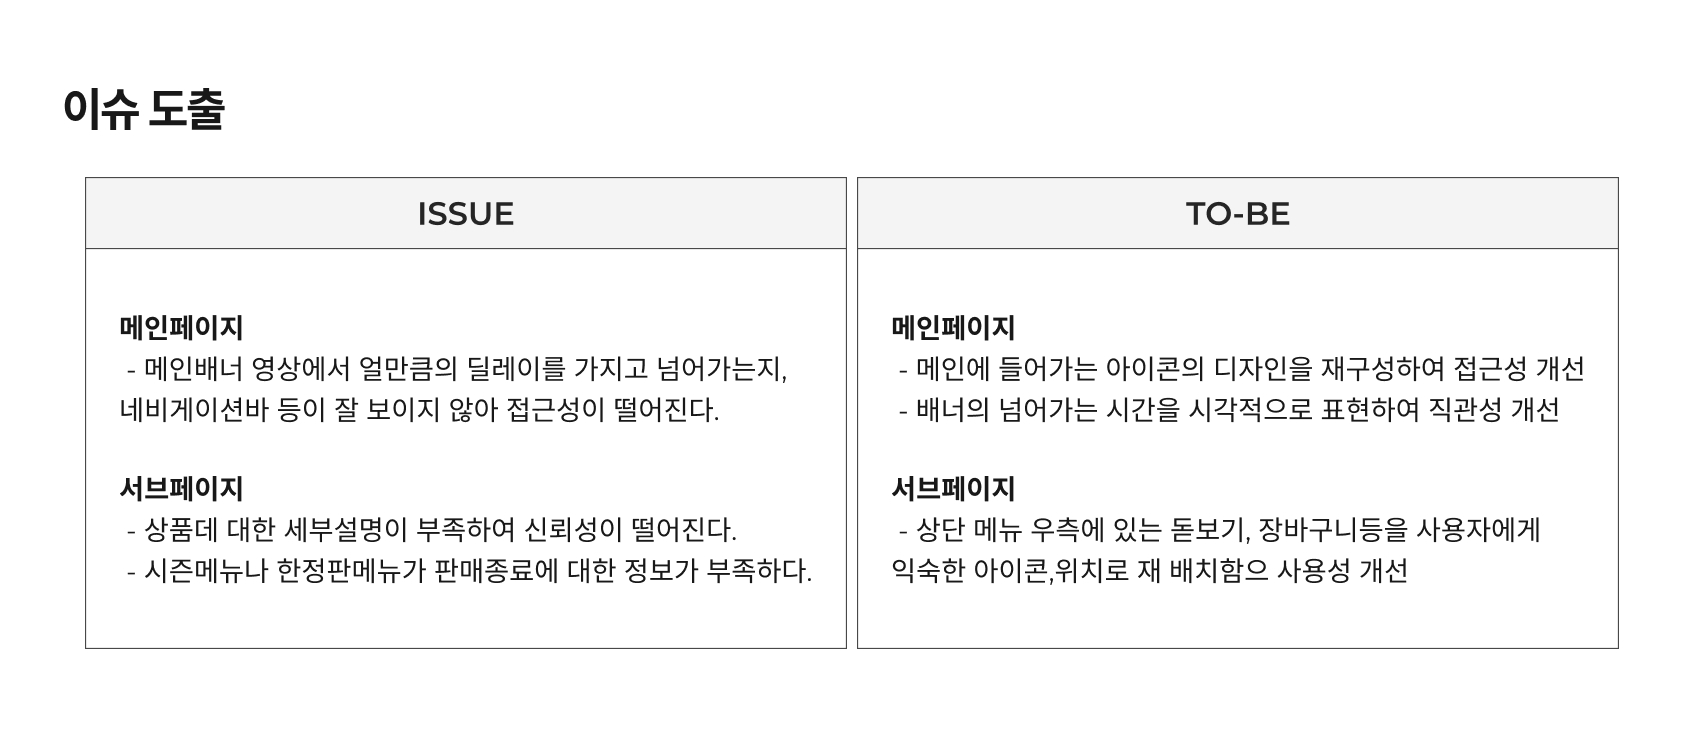 이슈 도출
ISSUE
메인페이지
- 메인배너 영상에서 얼만큼의 딜레이를 가지고 넘어가는지,
네비게이션바 등이 잘 보이지 않아 접근성이 떨어진다.
서브페이지
- 상품데 대한 세부설명이 부족하여 신뢰성이 떨어진다.
- 시즌메뉴나 한정판메뉴가 판매종료에 대한 정보가 부족하다.
TO-BE
메인페이지
- 메인에 들어가는 아이콘의 디자인을 재구성하여 접근성 개선
- 배너의 넘어가는 시간을 시각적으로 표현하여 직관성 개선
서브페이지
- 상단 메뉴 우측에 있는 돋보기, 장바구니등을 사용자에게
익숙한 아이콘,위치로 재 배치함으 사용성 개선